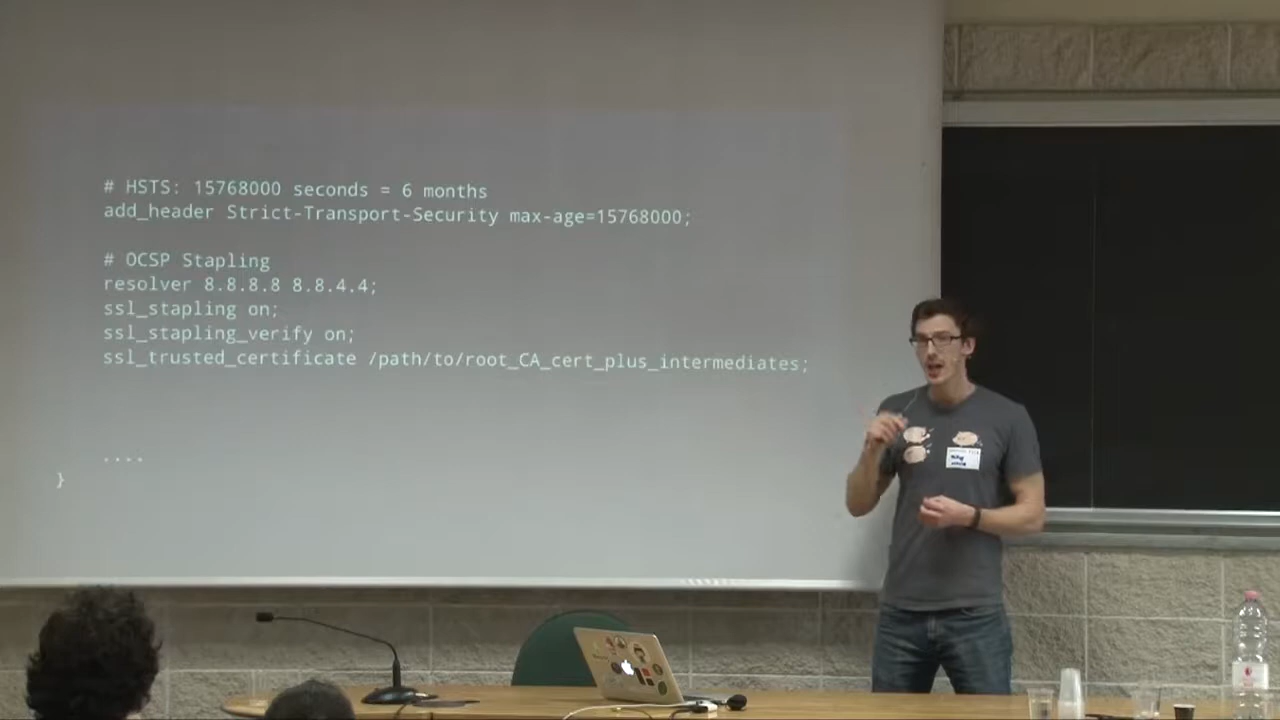 # HSTS: 15768000 seconds = 6 months
add_header Strict-Transport-Security max-age=15768000;
# OCSP Stapling
resolver 8.8.8.8 8.8.4.4;
ssl_stapling on;
ssl_stapling_verify on;
ssl_trusted_certificate /path/to/root_CA_cert_plus_intermediates;
....
}